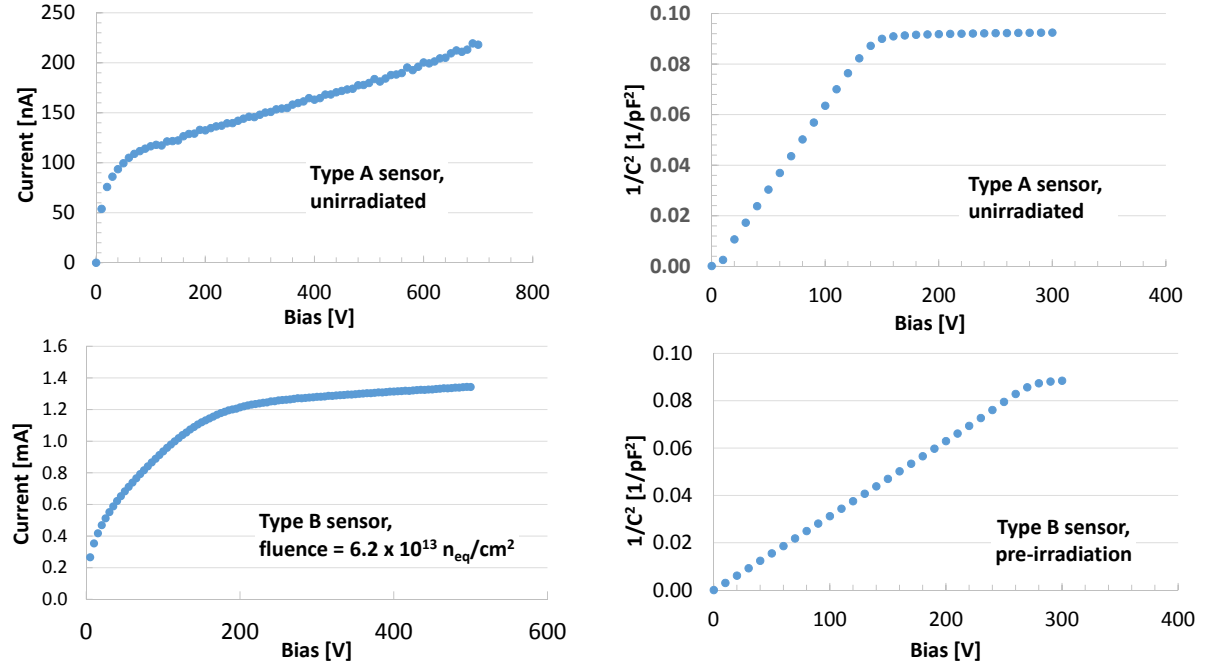 250
200
150
100
50
0
Current [nA]
Type A sensor,
unirradiated
0 200 400 600 800
Bias [V]
0.10
0.08
0.06
0.04
0.02
0.00
1/C² [1/pF²]
Type A sensor,
unirradiated
0 100 200 300 400
Bias [V]
1.6
1.4
1.2
1.0
0.8
0.6
0.4
0.2
0.0
Current [mA]
Type B sensor,
fluence = 6.2 x 10¹³ nₑq/cm²
0 200 400 600
Bias [V]
0.10
0.08
0.06
0.04
0.02
0.00
1/C² [1/pF²]
Type B sensor,
pre-irradiation
0 100 200 300 400
Bias [V]